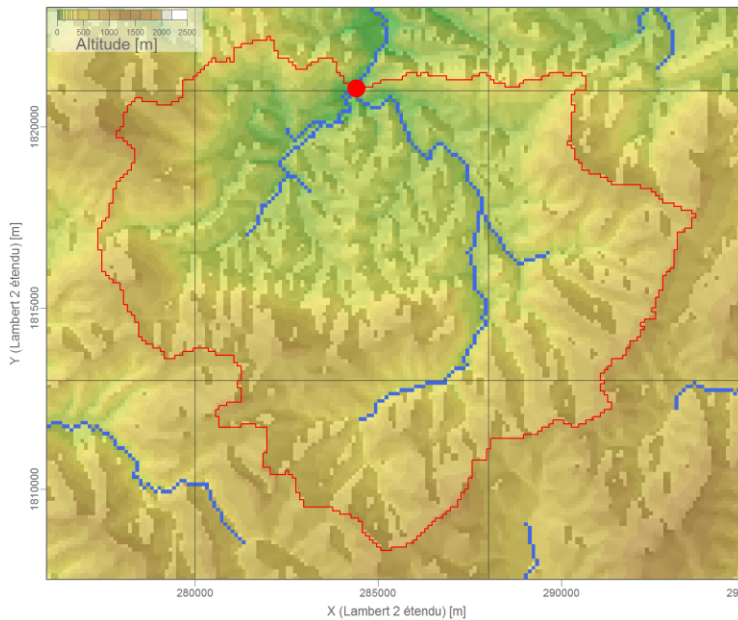 0 500 1000 1500 2000 2500
Altitude [m]
1820000
1815000
1810000
Y (Lambert 2 étendu) [m]
280000 285000 290000 295
X (Lambert 2 étendu) [m]